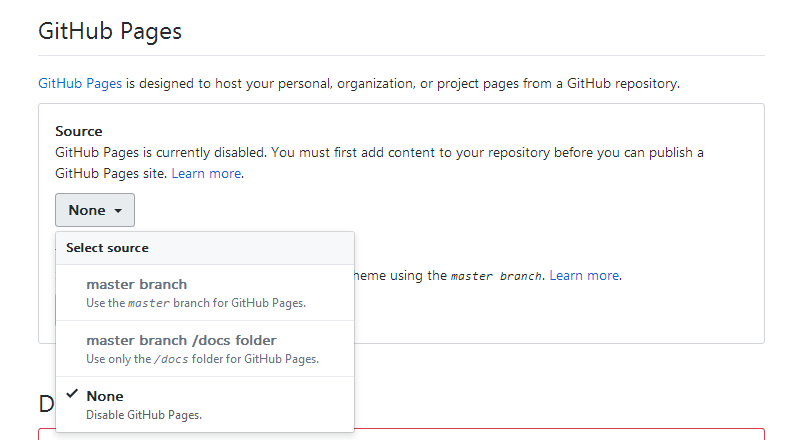 GitHub Pages
GitHub Pages is designed to host your personal, organization, or project pages from a GitHub repository.
Source
GitHub Pages is currently disabled. You must first add content to your repository before you can publish a
GitHub Pages site. Learn more.
None
Select source
heme using the master branch. Learn more.
master branch
Use the master branch for GitHub Pages.
master branch /docs folder
Use only the /docs folder for GitHub Pages.
None
Disable GitHub Pages.
D